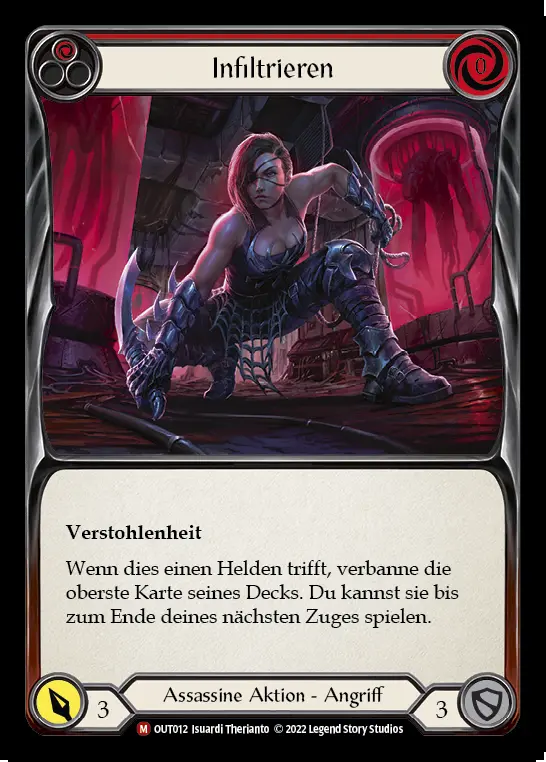 Infiltrieren
0
Verstohlenheit
Wenn dies einen Helden trifft, verbanne die
oberste Karte seines Decks. Du kannst sie bis
zum Ende deines nächsten Zuges spielen.
3
Assassine Aktion - Angriff
3
M OUT012 Isuardi Therianto © 2022 Legend Story Studios